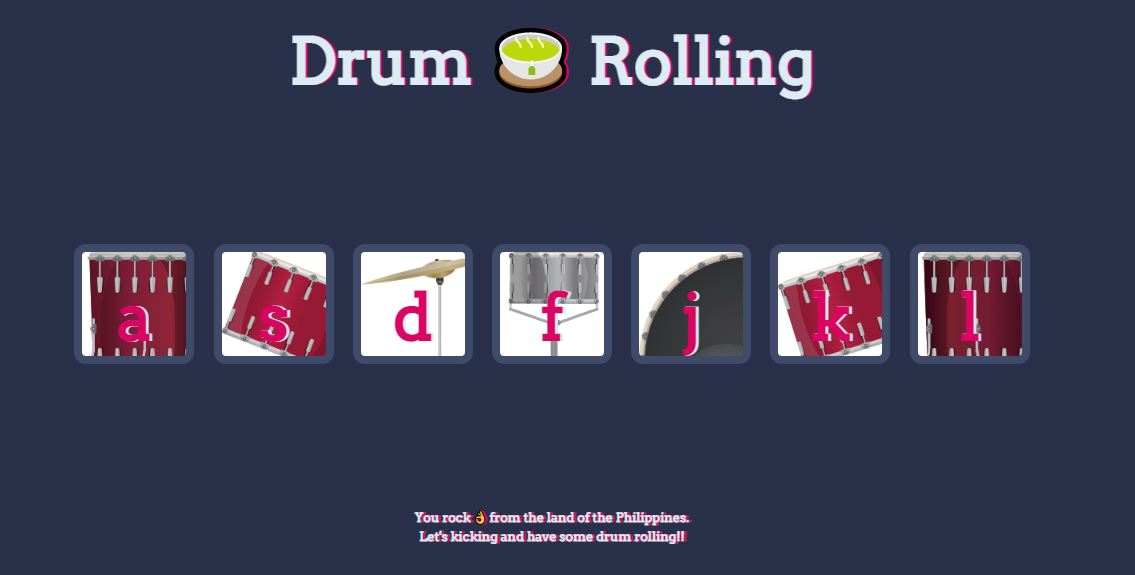 Drum 🍵 Rolling
a s d f j k l
You rock 👌 from the land of the Philippines.
Let's kicking and have some drum rolling!!